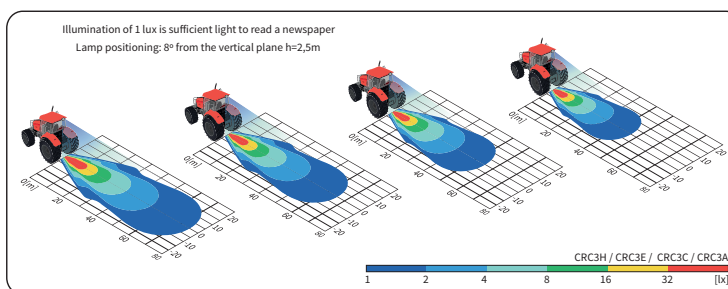 Illumination of 1 lux is sufficient light to read a newspaper
Lamp positioning: 8º from the vertical plane h=2,5m
0[m] 20 40 60 80 -20 -10 0 10 20
0[m] 20 40 60 80 -20 -10 0 10 20
0[m] 20 40 60 80 -20 -10 0 10 20
0[m] 20 40 60 80 -20 -10 0 10 20
CRC3H / CRC3E / CRC3C / CRC3A
1 2 4 8 16 32 [lx]